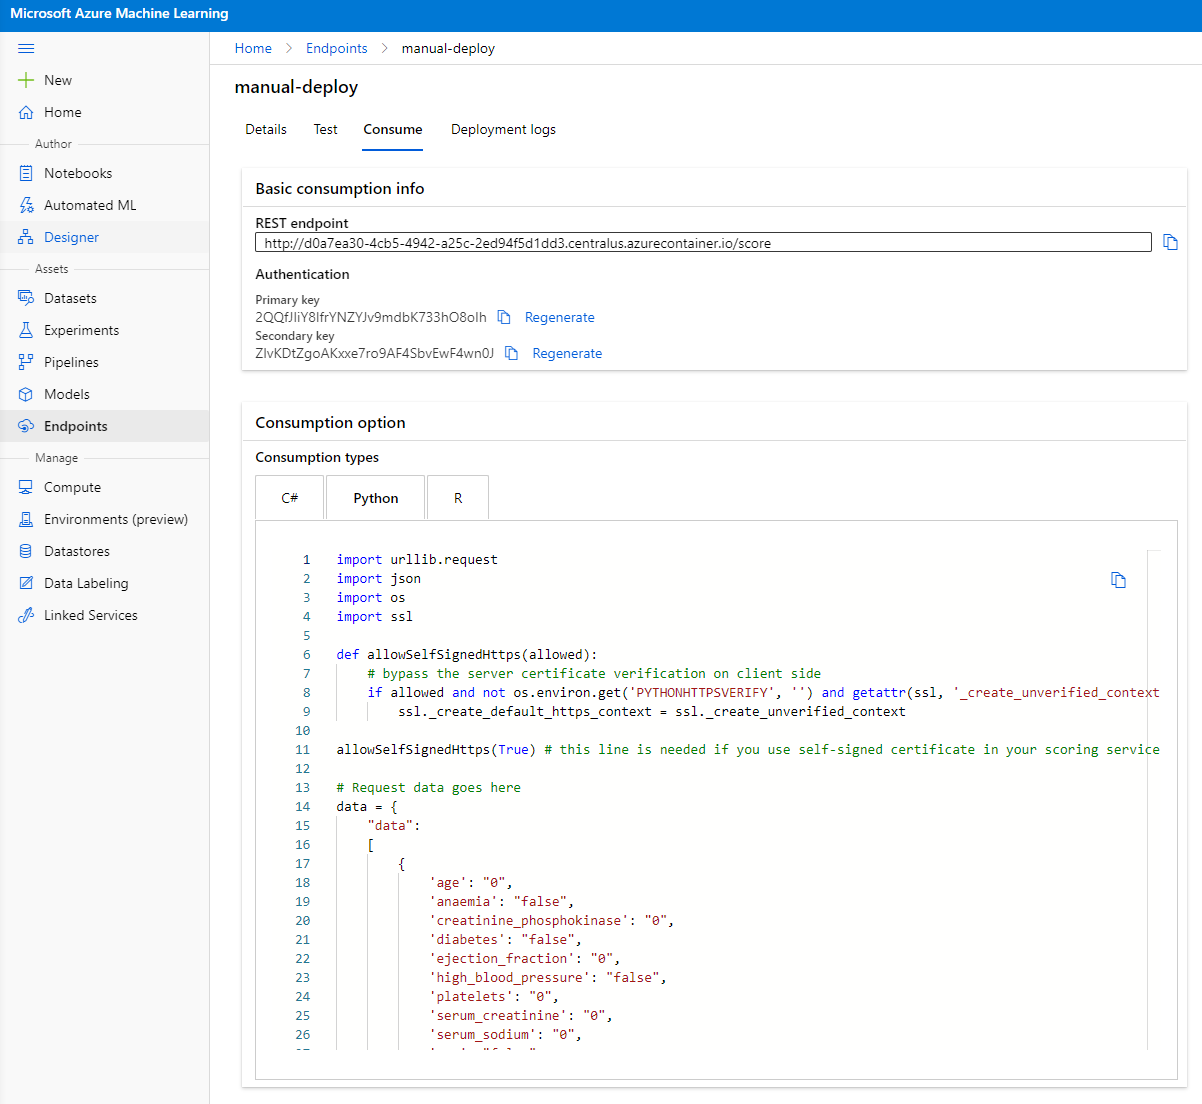 Microsoft Azure Machine Learning
Home > Endpoints > manual-deploy
New
Home
Author
Notebooks
Automated ML
Designer
Assets
Datasets
Experiments
Pipelines
Models
Endpoints
Manage
Compute
Environments (preview)
Datastores
Data Labeling
Linked Services
manual-deploy
Details Test Consume Deployment logs
Basic consumption info
REST endpoint
http://d0a7ea30-4cb5-4942-a25c-2ed94f5d1dd3.centralus.azurecontainer.io/score
Authentication
Primary key
2QQfJIiY8IfrYNZYJv9mdbK733hO8oIh Regenerate
Secondary key
ZIvKDtZgoAKxxe7ro9AF4SbvEwF4wn0J Regenerate
Consumption option
Consumption types
C# Python R
1 import urllib.request
2 import json
3 import os
4 import ssl
5
6 def allowSelfSignedHttps(allowed):
7 # bypass the server certificate verification on client side
8 if allowed and not os.environ.get('PYTHONHTTPSVERIFY', '') and getattr(ssl, '_create_unverified_context
9 ssl._create_default_https_context = ssl._create_unverified_context
10
11 allowSelfSignedHttps(True) # this line is needed if you use self-signed certificate in your scoring service
12
13 # Request data goes here
14 data = {
15 "data":
16 [
17 {
18 'age': "0",
19 'anaemia': "false",
20 'creatinine_phosphokinase': "0",
21 'diabetes': "false",
22 'ejection_fraction': "0",
23 'high_blood_pressure': "false",
24 'platelets': "0",
25 'serum_creatinine': "0",
26 'serum_sodium': "0",